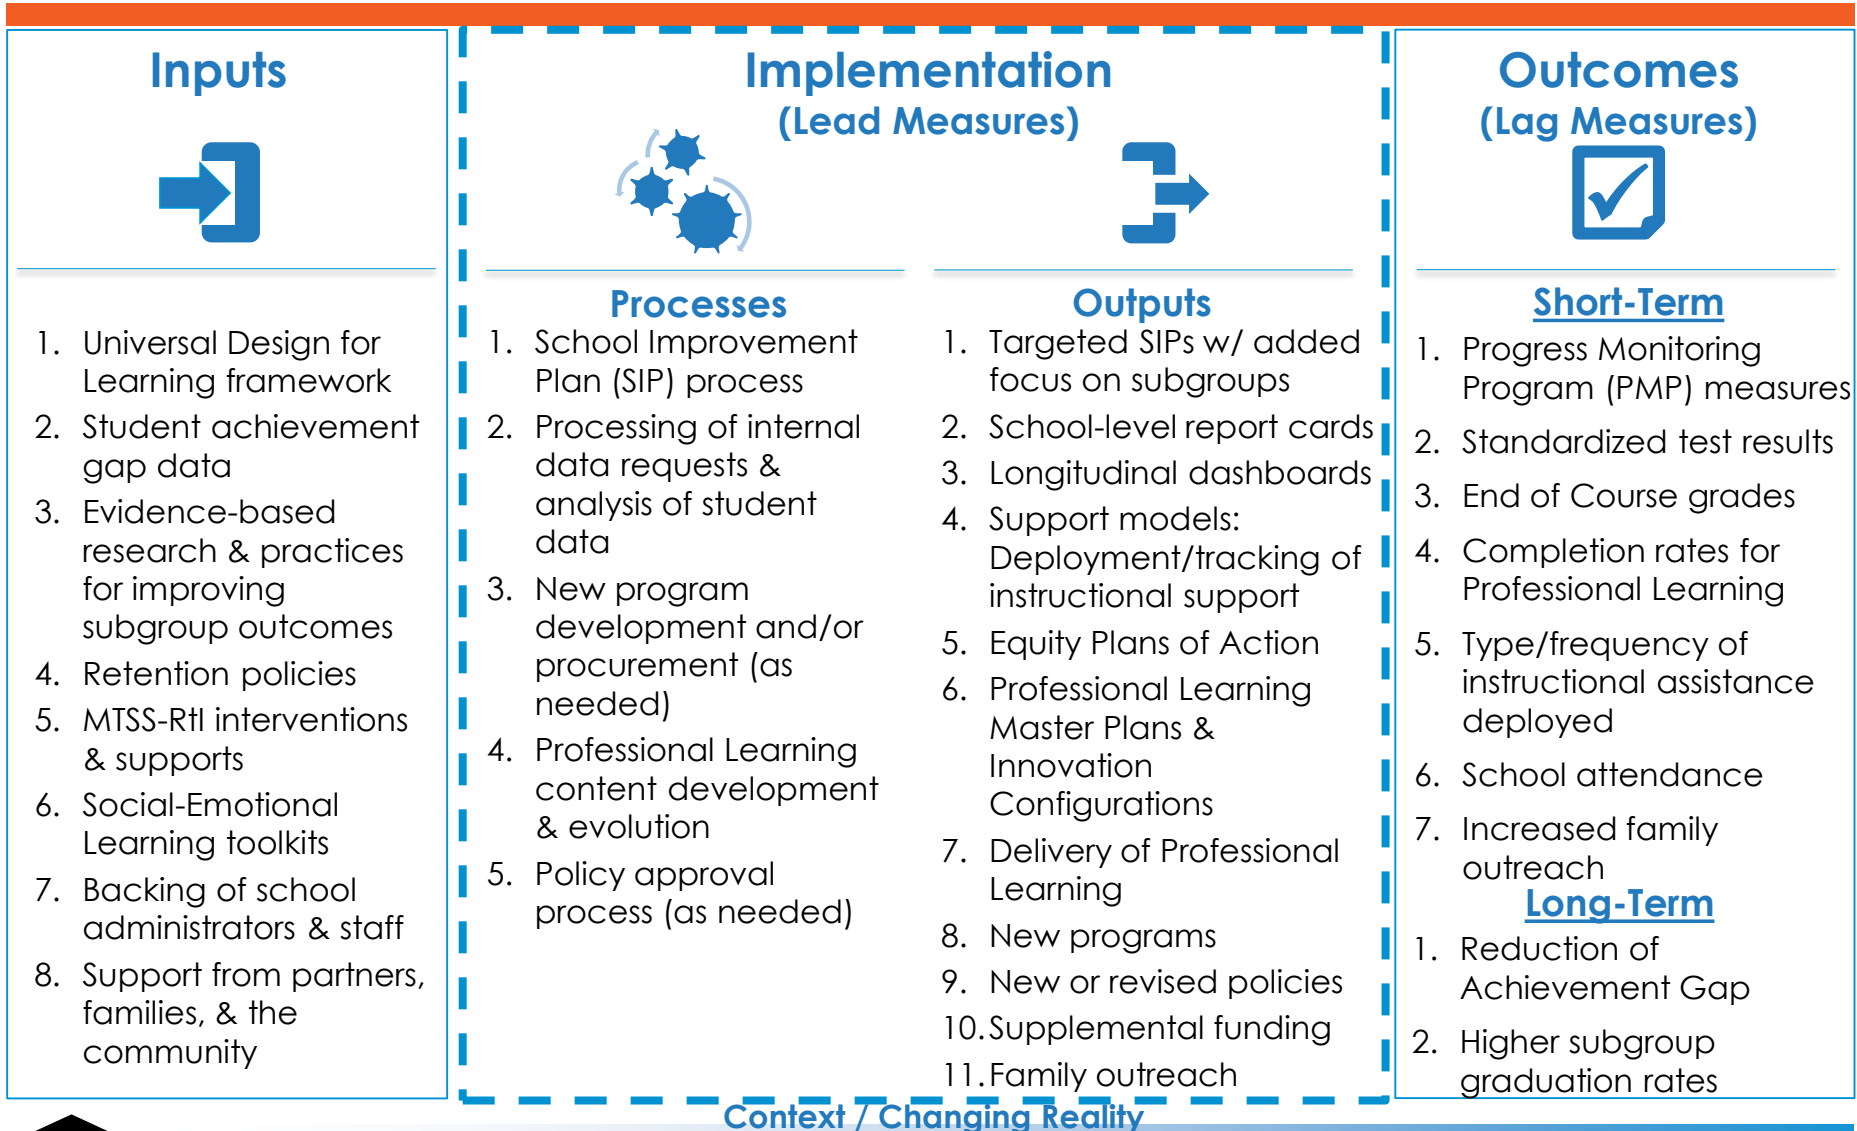 Inputs
1. Universal Design for
Learning framework
2. Student achievement
gap data
3. Evidence-based
research & practices
for improving
subgroup outcomes
4. Retention policies
5. MTSS-RtI interventions
& supports
6. Social-Emotional
Learning toolkits
7. Backing of school
administrators & staff
8. Support from partners,
families, & the
community
Implementation
(Lead Measures)
Processes
1. School Improvement
Plan (SIP) process
2. Processing of internal
data requests &
analysis of student
data
3. New program
development and/or
procurement (as
needed)
4. Professional Learning
content development
& evolution
5. Policy approval
process (as needed)
Outputs
1. Targeted SIPs w/ added
focus on subgroups
2. School-level report cards
3. Longitudinal dashboards
4. Support models:
Deployment/tracking of
instructional support
5. Equity Plans of Action
6. Professional Learning
Master Plans &
Innovation
Configurations
7. Delivery of Professional
Learning
8. New programs
9. New or revised policies
10. Supplemental funding
11. Family outreach
Outcomes
(Lag Measures)
Short-Term
1. Progress Monitoring
Program (PMP) measures
2. Standardized test results
3. End of Course grades
4. Completion rates for
Professional Learning
5. Type/frequency of
instructional assistance
deployed
6. School attendance
7. Increased family
outreach
Long-Term
1. Reduction of
Achievement Gap
2. Higher subgroup
graduation rates
Context / Changing Reality